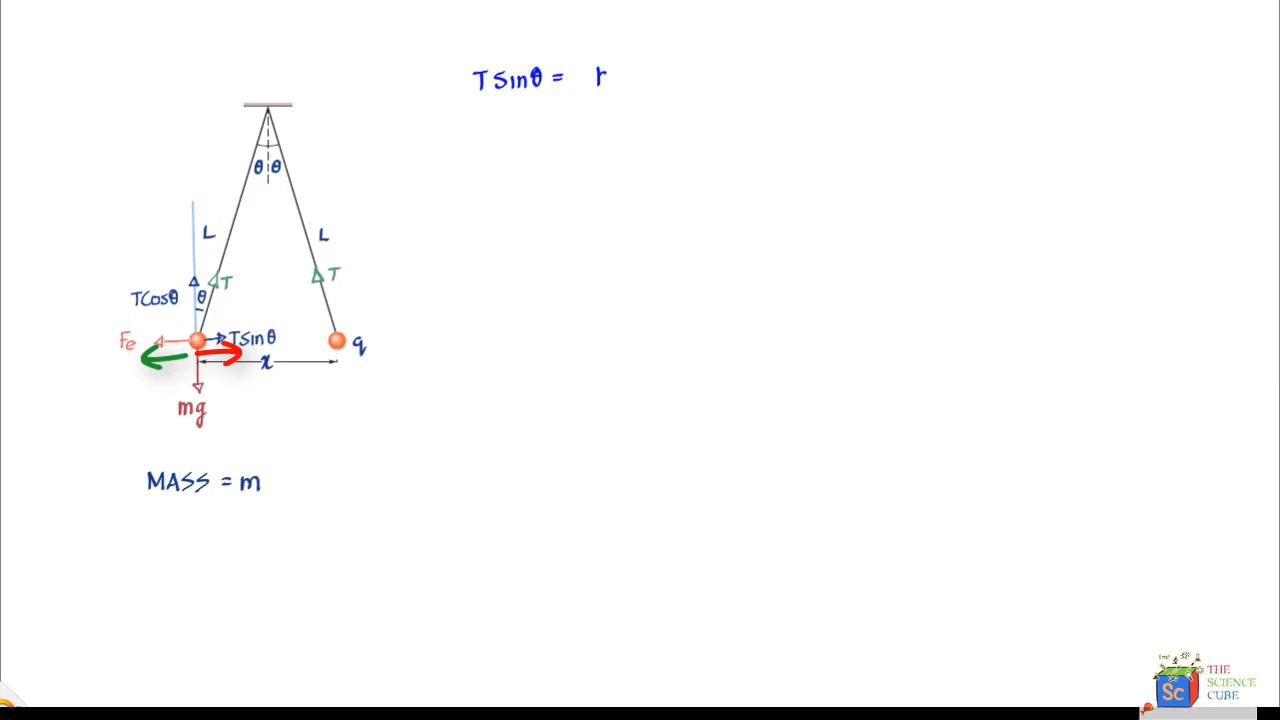 TSinθ = r
θ θ
L L
T T
TCosθ θ
Fe TSinθ q
x
mg
MASS = m
Sc THE
SCIENCE
CUBE